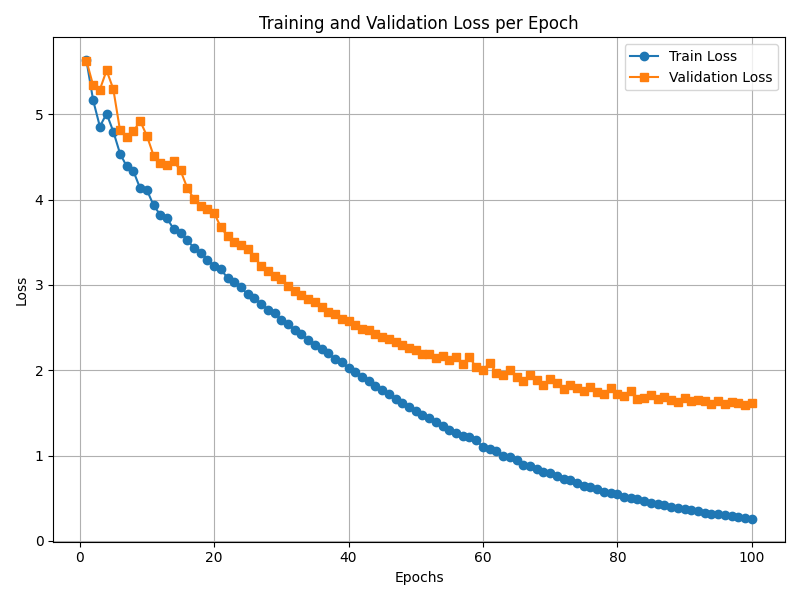 Training and Validation Loss per Epoch
Train Loss
Validation Loss
Loss
5
4
3
2
1
0
0 20 40 60 80 100
Epochs